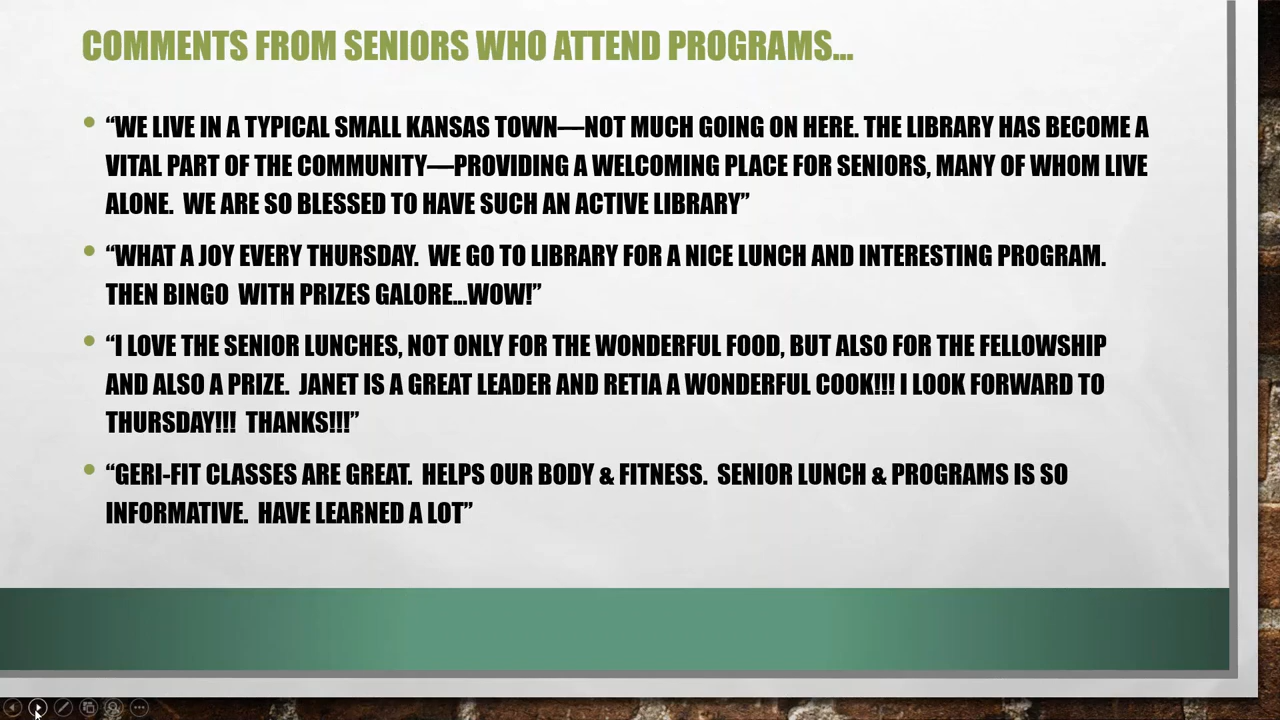 COMMENTS FROM SENIORS WHO ATTEND PROGRAMS...
• “WE LIVE IN A TYPICAL SMALL KANSAS TOWN—NOT MUCH GOING ON HERE. THE LIBRARY HAS BECOME A
VITAL PART OF THE COMMUNITY—PROVIDING A WELCOMING PLACE FOR SENIORS, MANY OF WHOM LIVE
ALONE.  WE ARE SO BLESSED TO HAVE SUCH AN ACTIVE LIBRARY”
• “WHAT A JOY EVERY THURSDAY.  WE GO TO LIBRARY FOR A NICE LUNCH AND INTERESTING PROGRAM.
THEN BINGO  WITH PRIZES GALORE...WOW!”
• “I LOVE THE SENIOR LUNCHES, NOT ONLY FOR THE WONDERFUL FOOD, BUT ALSO FOR THE FELLOWSHIP
AND ALSO A PRIZE.  JANET IS A GREAT LEADER AND RETIA A WONDERFUL COOK!!! I LOOK FORWARD TO
THURSDAY!!!  THANKS!!!”
• “GERI-FIT CLASSES ARE GREAT.  HELPS OUR BODY & FITNESS.  SENIOR LUNCH & PROGRAMS IS SO
INFORMATIVE.  HAVE LEARNED A LOT”